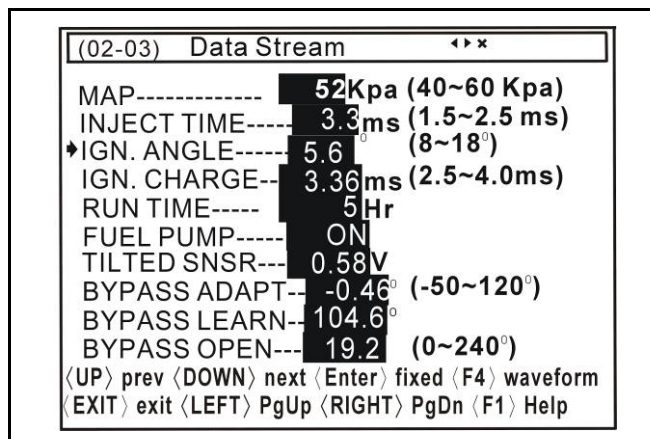 (02-03) Data Stream
MAP------------- 52Kpa (40~60 Kpa)
INJECT TIME----- 3.3ms (1.5~2.5 ms)
IGN. ANGLE------ 5.6° (8~18°)
IGN. CHARGE-- 3.36ms (2.5~4.0ms)
RUN TIME----- 5Hr
FUEL PUMP----- ON
TILTED SNSR--- 0.58V
BYPASS ADAPT-- -0.46° (-50~120°)
BYPASS LEARN-- 104.6°
BYPASS OPEN--- 19.2 (0~240°)
〈UP〉 prev 〈DOWN〉 next 〈Enter〉 fixed 〈F4〉 waveform
〈EXIT〉 exit 〈LEFT〉 PgUp 〈RIGHT〉 PgDn 〈F1〉 Help